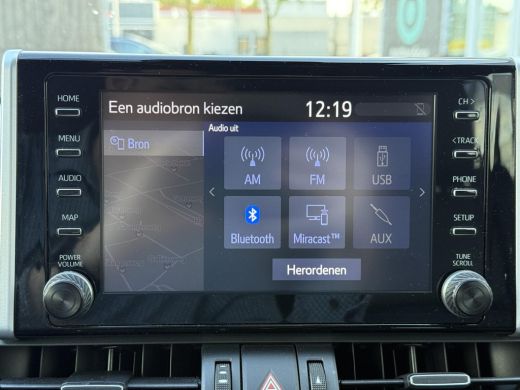 Een audiobron kiezen 12:19
Bron
Audio uit
AM FM USB
Bluetooth Miracast™ AUX
Herordenen
HOME
MENU
AUDIO
MAP
POWER
VOLUME
CH >
< TRACK
PHONE
SETUP
TUNE
SCROLL